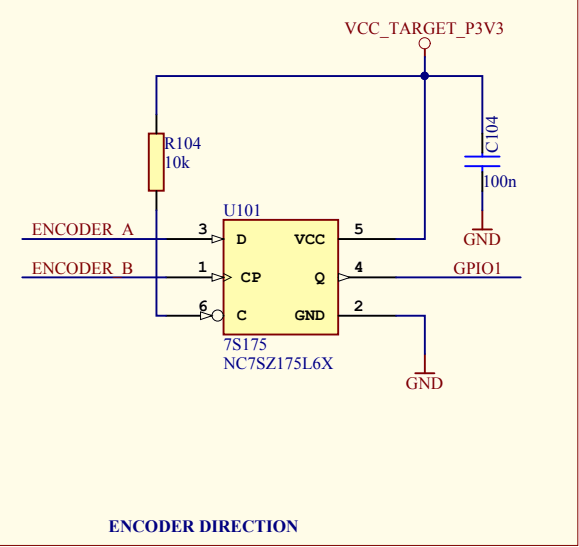 VCC_TARGET_P3V3
R104
10k
C104
100n
GND
U101
ENCODER_A
3
D
VCC
5
ENCODER_B
1
CP
Q
4
GPIO1
6
C
GND
2
7S175
NC7SZ175L6X
GND
ENCODER DIRECTION